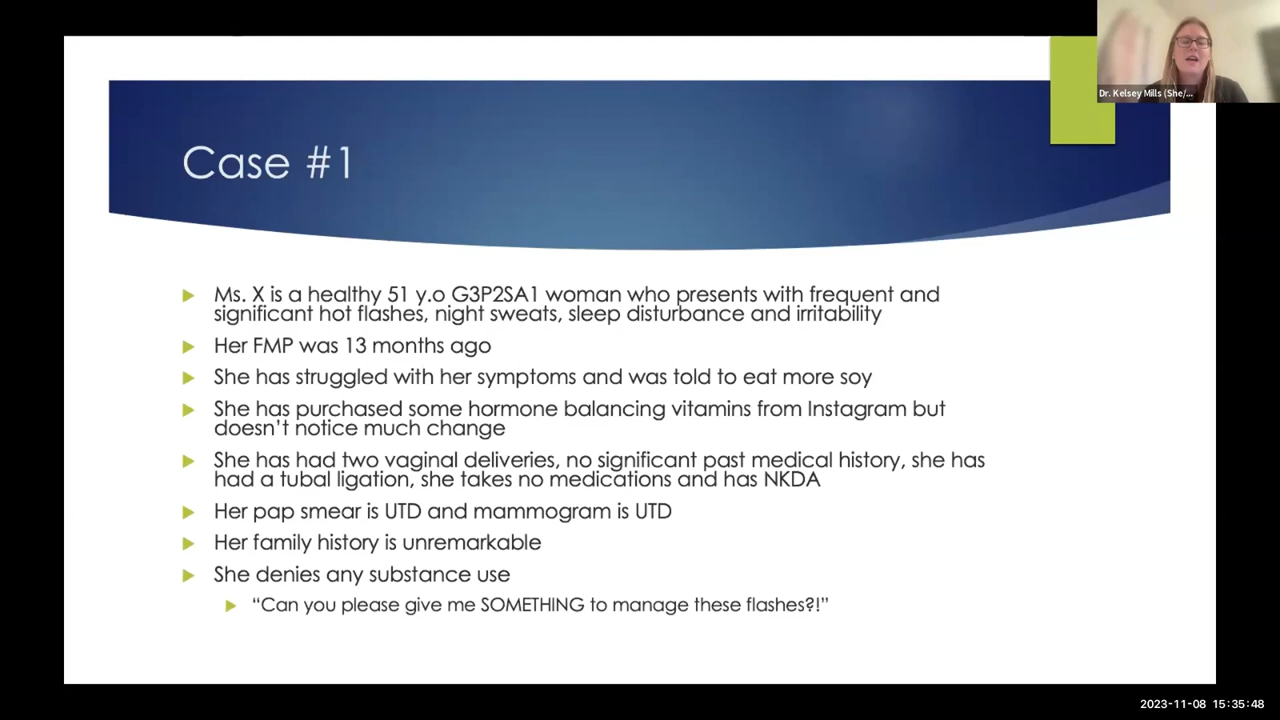 Dr. Kelsey Mills (She/...
Case #1
Ms. X is a healthy 51 y.o G3P2SA1 woman who presents with frequent and
significant hot flashes, night sweats, sleep disturbance and irritability
Her FMP was 13 months ago
She has struggled with her symptoms and was told to eat more soy
She has purchased some hormone balancing vitamins from Instagram but
doesn’t notice much change
She has had two vaginal deliveries, no significant past medical history, she has
had a tubal ligation, she takes no medications and has NKDA
Her pap smear is UTD and mammogram is UTD
Her family history is unremarkable
She denies any substance use
“Can you please give me SOMETHING to manage these flashes?!”
2023-11-08 15:35:48